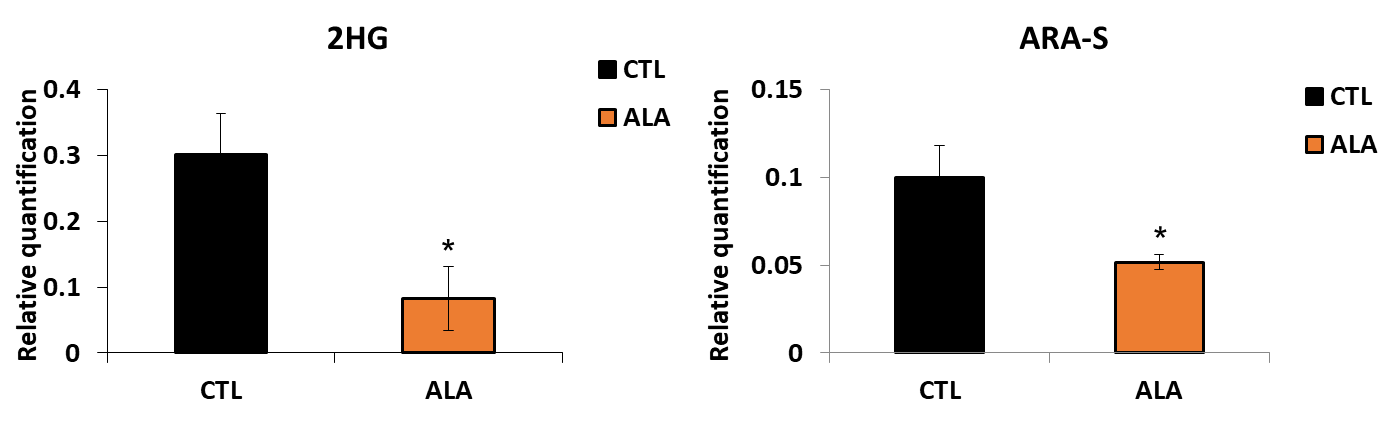 2HG
Relative quantification
0.4
0.3
0.2
0.1
0
*
CTL
ALA
CTL
ALA
ARA-S
Relative quantification
0.15
0.1
0.05
0
*
CTL
ALA
CTL
ALA